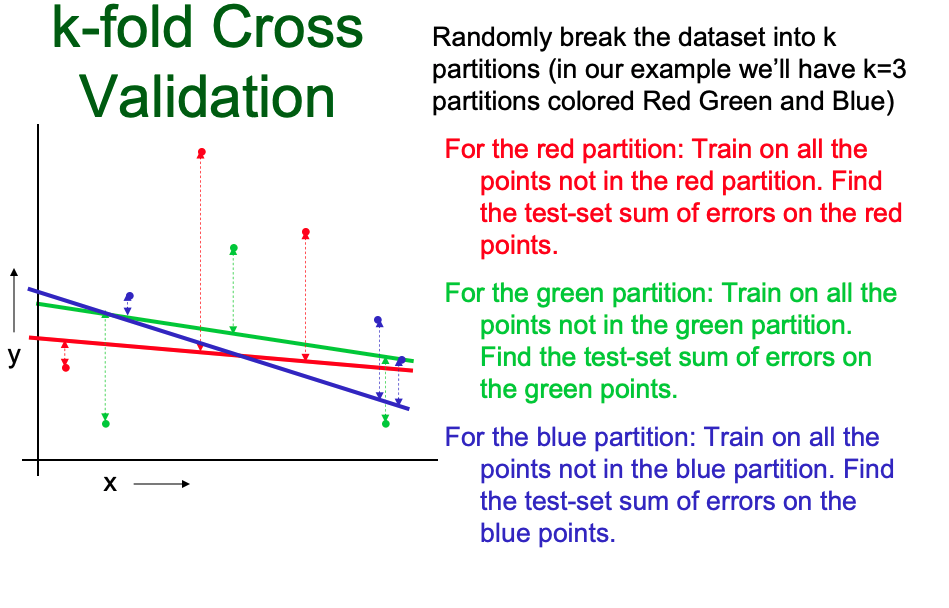 k-fold Cross
Validation
Randomly break the dataset into k
partitions (in our example we’ll have k=3
partitions colored Red Green and Blue)
For the red partition: Train on all the
points not in the red partition. Find
the test-set sum of errors on the red
points.
For the green partition: Train on all the
points not in the green partition.
Find the test-set sum of errors on
the green points.
For the blue partition: Train on all the
points not in the blue partition. Find
the test-set sum of errors on the
blue points.
y
x